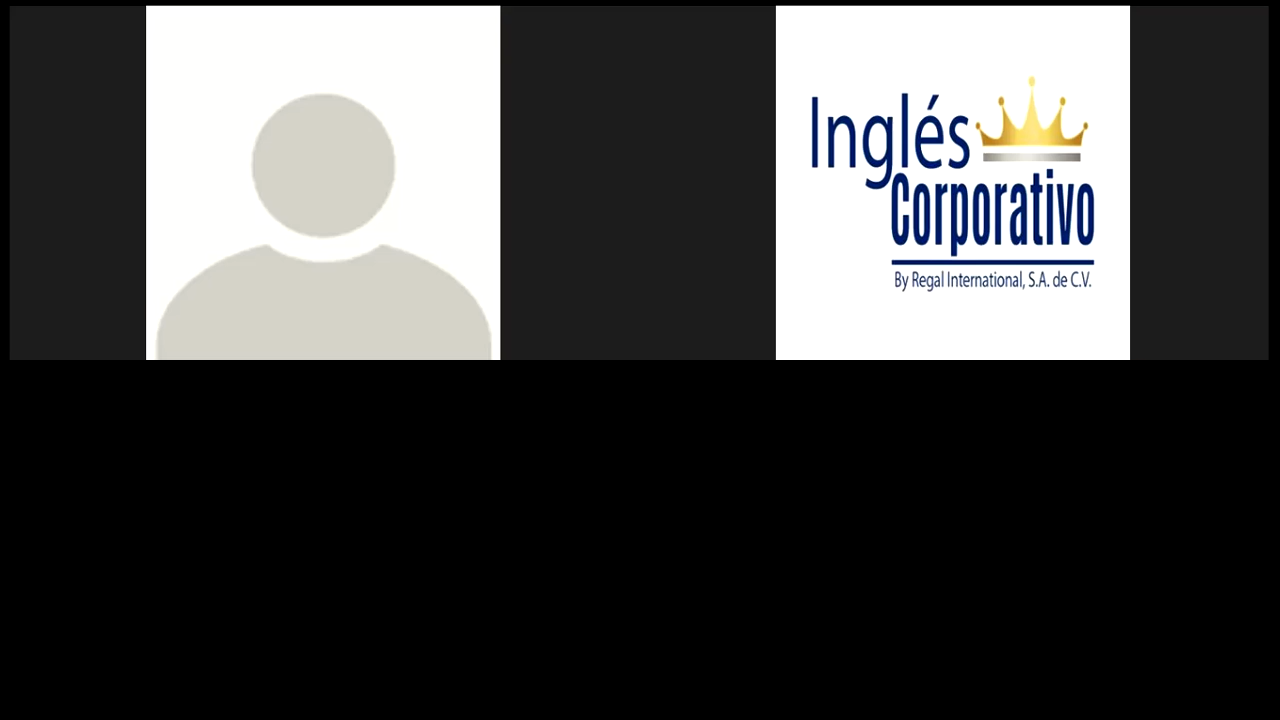 Inglés
Corporativo
By Regal International, S.A. de C.V.